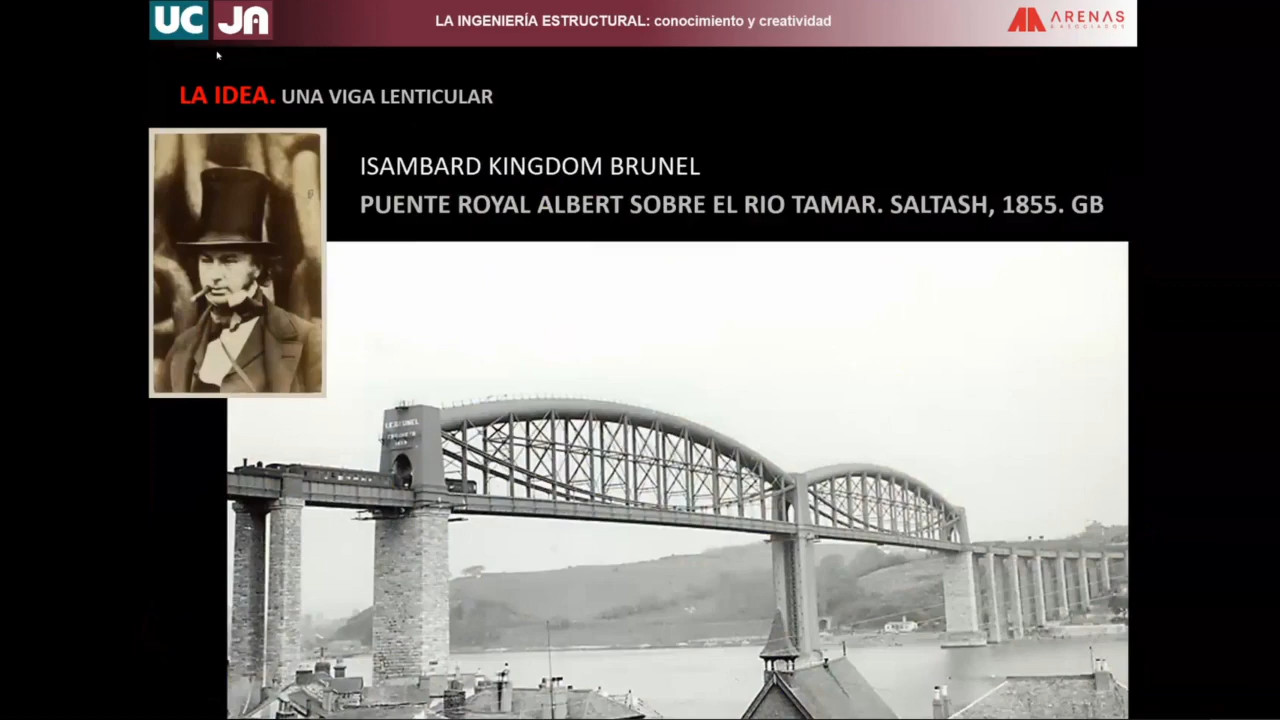 UC JA
LA INGENIERÍA ESTRUCTURAL: conocimiento y creatividad
ARENAS
& ASOCIADOS
LA IDEA. UNA VIGA LENTICULAR
ISAMBARD KINGDOM BRUNEL
PUENTE ROYAL ALBERT SOBRE EL RIO TAMAR. SALTASH, 1855. GB
I.K.BRUNEL